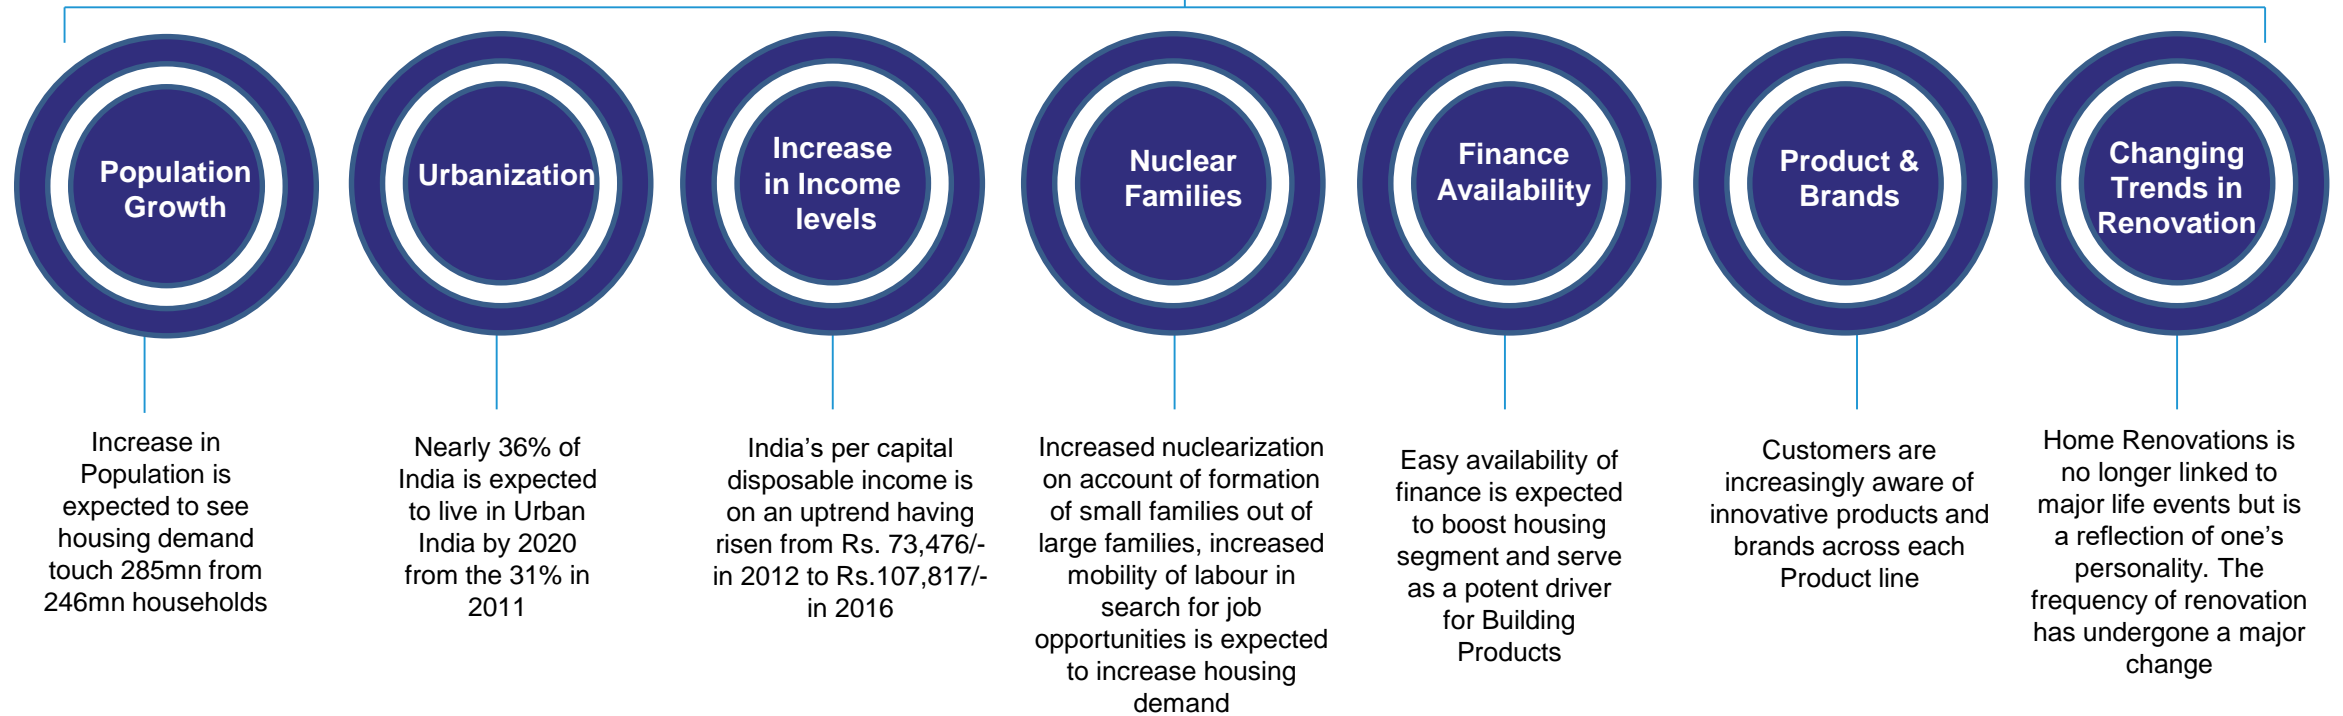 Population
Growth
Urbanization
Increase
in Income
levels
Nuclear
Families
Finance
Availability
Product &
Brands
Changing
Trends in
Renovation
Increase in
Population is
expected to see
housing demand
touch 285mn from
246mn households
Nearly 36% of
India is expected
to live in Urban
India by 2020
from the 31% in
2011
India’s per capital
disposable income is
on an uptrend having
risen from Rs. 73,476/-
in 2012 to Rs.107,817/-
in 2016
Increased nuclearization
on account of formation
of small families out of
large families, increased
mobility of labour in
search for job
opportunities is expected
to increase housing
demand
Easy availability of
finance is expected
to boost housing
segment and serve
as a potent driver
for Building
Products
Customers are
increasingly aware of
innovative products and
brands across each
Product line
Home Renovations is
no longer linked to
major life events but is
a reflection of one’s
personality. The
frequency of renovation
has undergone a major
change